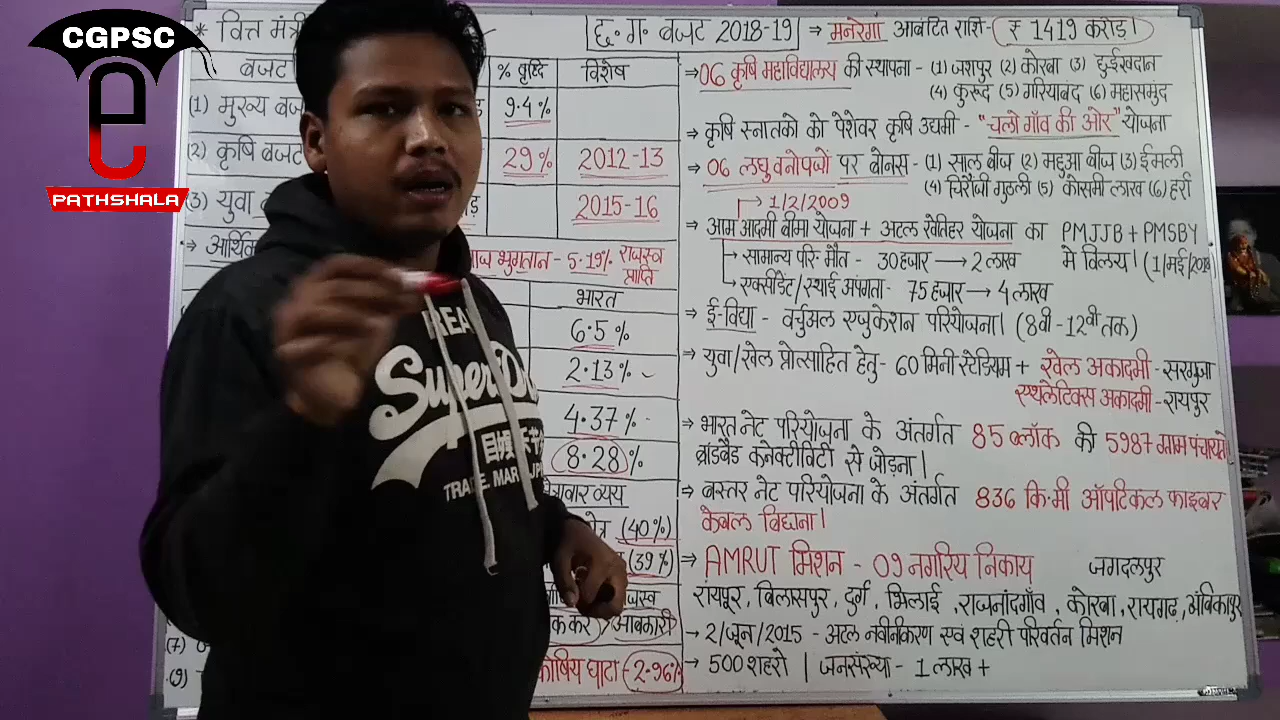 CGPSC
e
PATHSHALA
* वित्त मंत्री
छ. ग. बजट 2018-19
⇒ मनरेगा आबंटित राशि - ₹ 1419 करोड़।
बजट
% वृद्धि
विशेष
(1) मुख्य बज
9.4%
(2) कृषि बजट
29%
2012-13
(3) युवा
2015-16
→ आर्थिक
भुगतान - 5.19% राजस्व
प्राप्ति
भारत
6.5%
2.13%
4.37%
8.28%
वार व्यय
(40%)
(39%)
आबकारी
(7)
(9)
घाटा - 2.96%
→ 06 कृषि महाविद्यालय की स्थापना - (1) जशपुर (2) कोरबा (3) छुईखदान
(4) कुरूद (5) गरियाबंद (6) महासमुंद
→ कृषि स्नातको को पेशेवर कृषि उद्यमी - "चलो गाँव की ओर" योजना
→ 06 लघु वनोपजों पर बोनस - (1) साल बीज (2) महुआ बीज (3) ईमली
(4) चिरौंजी गुठली (5) कोसमी लाख (6) हर्रा
→ 1/2/2009
→ आम आदमी बीमा योजना + अटल खेतिहर योजना का PMJJB + PMSBY
→ सामान्य परि. मौत - 30 हजार → 2 लाख मे विलय। (1/मई/2018
→ एक्सीडेंट/स्थाई अपंगता - 75 हजार → 4 लाख
→ ई-विद्या - वर्चुअल एजुकेशन परियोजना। (8वी - 12वी तक)
→ युवा/खेल प्रोत्साहित हेतु - 60 मिनी स्टेडियम + खेल अकादमी - सरगुजा
एथलेटिक्स अकादमी - रायपुर
→ भारत नेट परियोजना के अंतर्गत 85 ब्लॉक की 5987 ग्राम पंचायते
ब्रांडबैंड कनेक्टीविटी से जोड़ना।
→ बस्तर नेट परियोजना के अंतर्गत 836 कि.मी ऑपटिकल फाइबर
केबल बिछाना।
→ AMRUT मिशन - 09 नगरिय निकाय जगदलपुर
रायपूर, बिलासपुर, दुर्ग, भिलाई, राजनांदगाँव, कोरबा, रायगढ, अंबिकापुर
→ 2/जून/2015 - अटल नवीनीकरण एवं शहरी परिवर्तन मिशन
→ 500 शहरो | जनसंख्या - 1 लाख +
REA
SuperD
TRADE. MAR